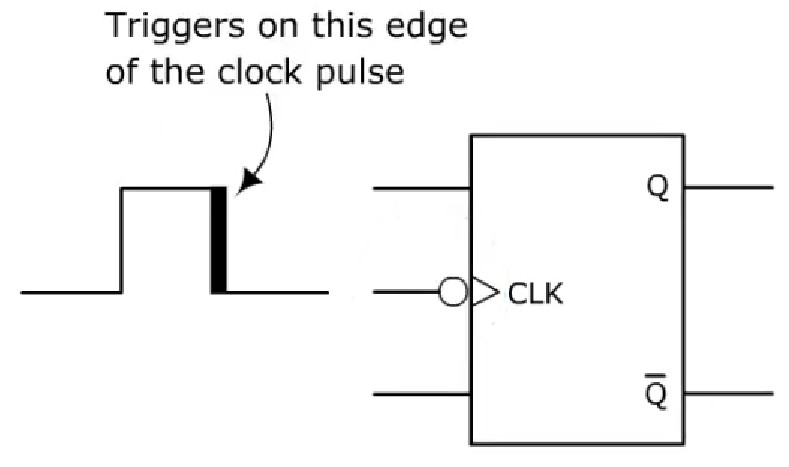 Triggers on this edge
of the clock pulse
Q
CLK
Q̅